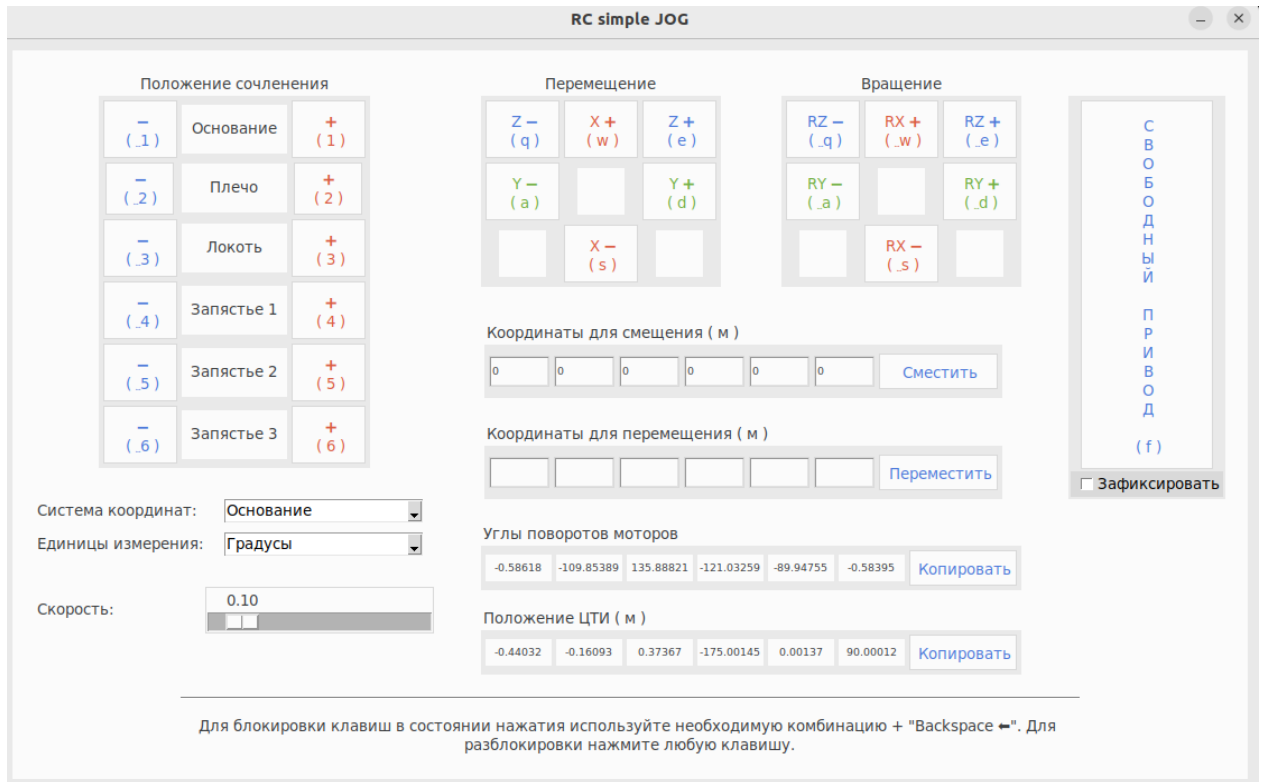 RC simple JOG
Положение сочленения
− Основание +
( _1 ) ( 1 )
− Плечо +
( _2 ) ( 2 )
− Локоть +
( _3 ) ( 3 )
− Запястье 1 +
( _4 ) ( 4 )
− Запястье 2 +
( _5 ) ( 5 )
− Запястье 3 +
( _6 ) ( 6 )
Система координат: Основание
Единицы измерения: Градусы
Скорость: 0.10
Перемещение
Z − X + Z +
( q ) ( w ) ( e )
Y − Y +
( a ) ( d )
X −
( s )
Вращение
RZ − RX + RZ +
( _q ) ( _w ) ( _e )
RY − RY +
( _a ) ( _d )
RX −
( _s )
Координаты для смещения ( м )
0 0 0 0 0 0 Сместить
Координаты для перемещения ( м )
Переместить
Углы поворотов моторов
-0.58618 -109.85389 135.88821 -121.03259 -89.94755 -0.58395 Копировать
Положение ЦТИ ( м )
-0.44032 -0.16093 0.37367 -175.00145 0.00137 90.00012 Копировать
С
В
О
Б
О
Д
Н
Ы
Й
П
Р
И
В
О
Д
( f )
Зафиксировать
Для блокировки клавиш в состоянии нажатия используйте необходимую комбинацию + "Backspace ⬅". Для
разблокировки нажмите любую клавишу.